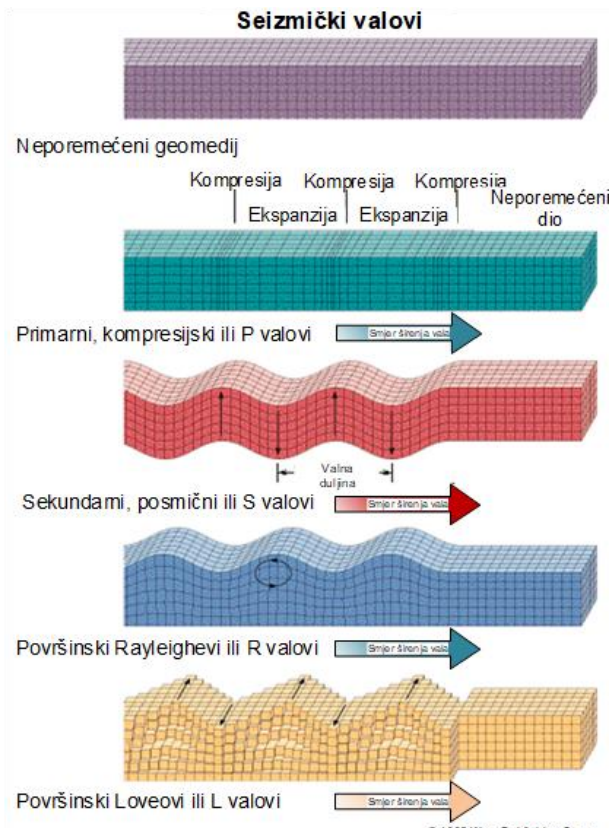 Seizmički valovi
Neporemećeni geomedij
Kompresija Kompresija Kompresija
Ekspanzija Ekspanzija
Neporemećeni
dio
Primarni, kompresijski ili P valovi
Smjer širenja vala
Valna
duljina
Sekundarni, posmični ili S valovi
Smjer širenja vala
Površinski Rayleighevi ili R valovi
Smjer širenja vala
Površinski Loveovi ili L valovi
Smjer širenja vala